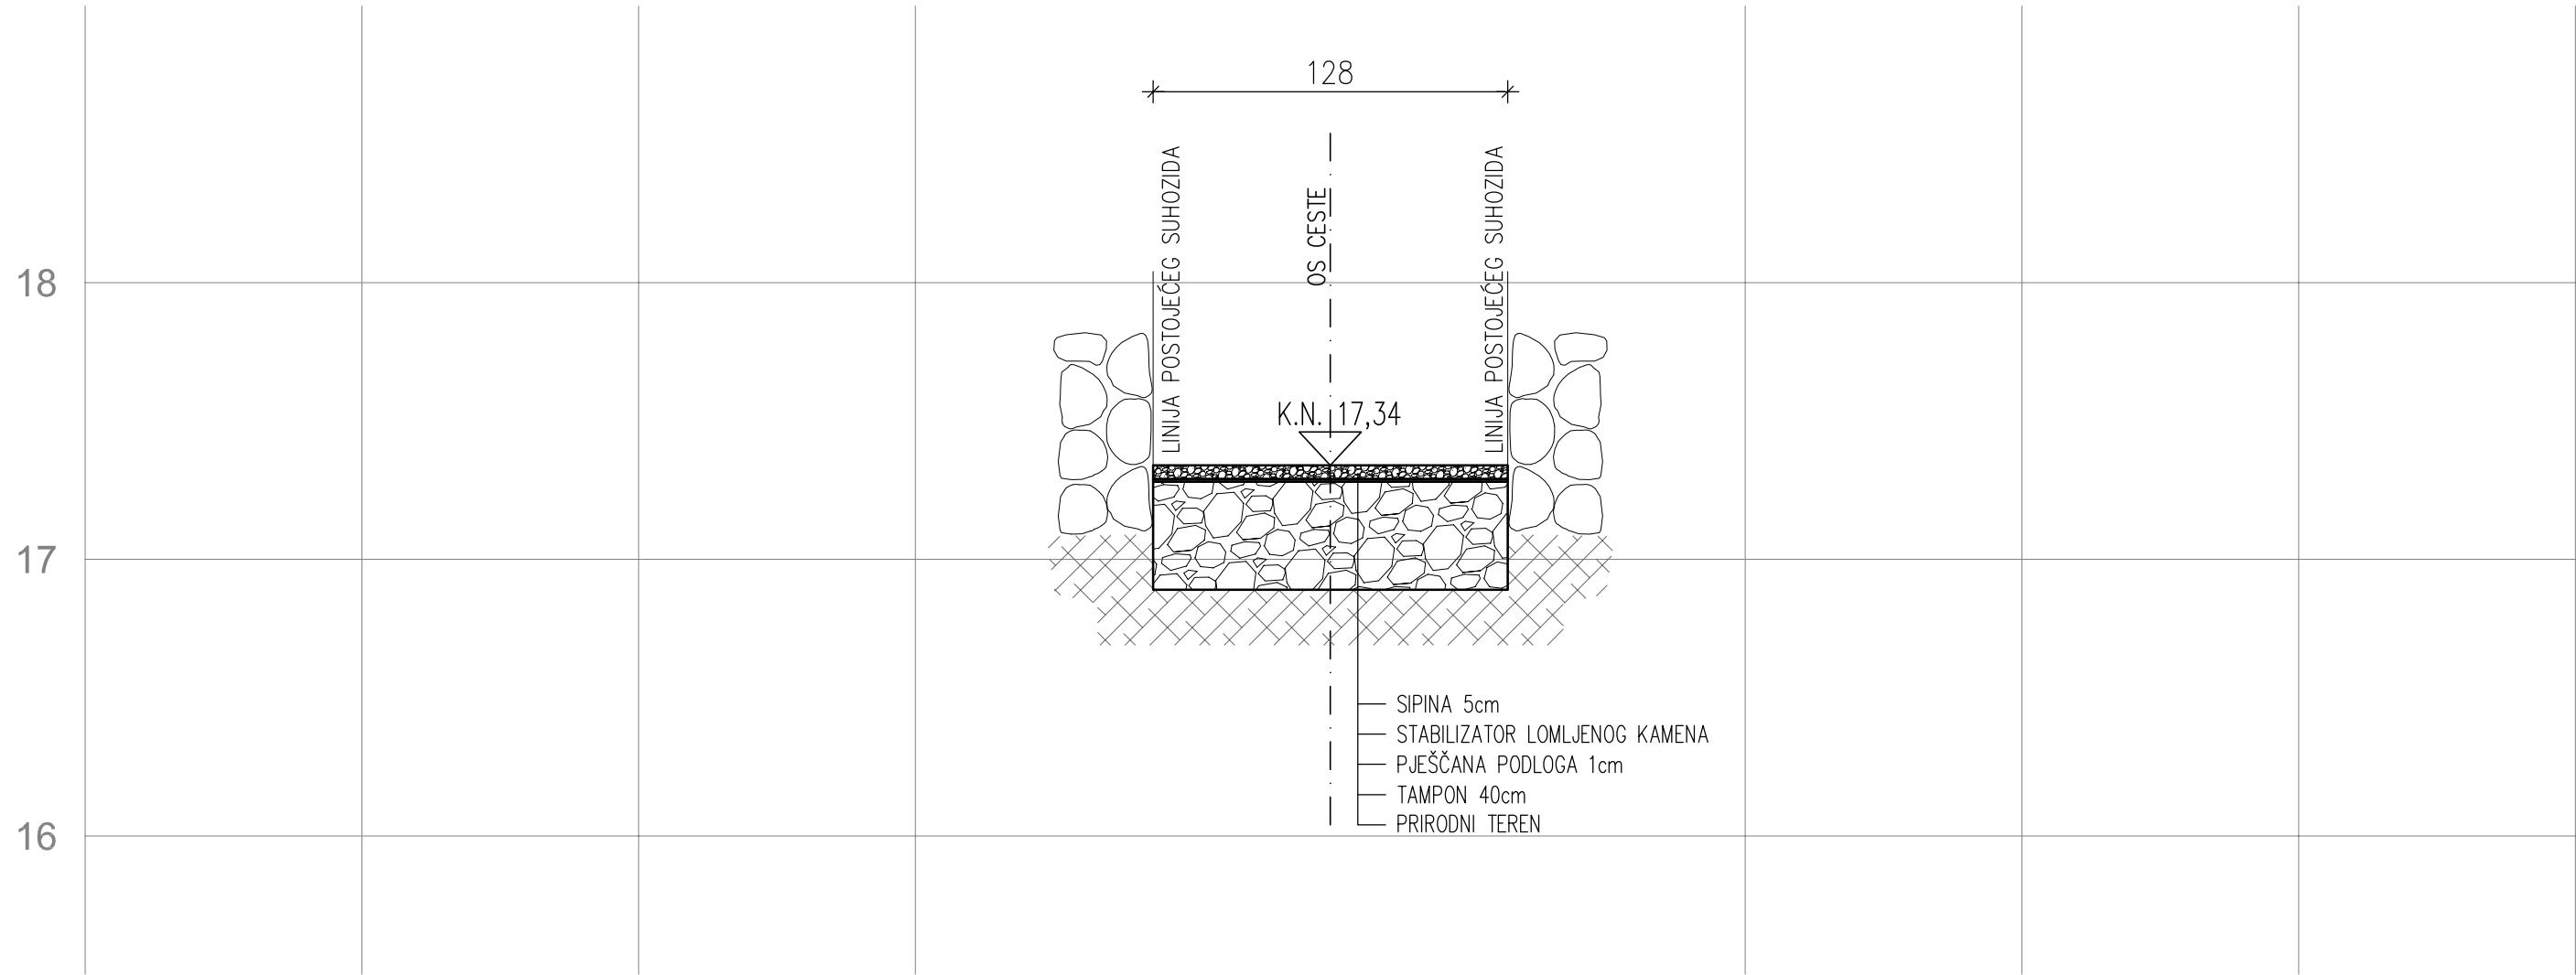 128
LINIJA POSTOJEĆEG SUHOZIDA
OS CESTE
LINIJA POSTOJEĆEG SUHOZIDA
18
K.N. 17,34
17
SIPINA 5cm
STABILIZATOR LOMLJENOG KAMENA
PJEŠČANA PODLOGA 1cm
TAMPON 40cm
PRIRODNI TEREN
16